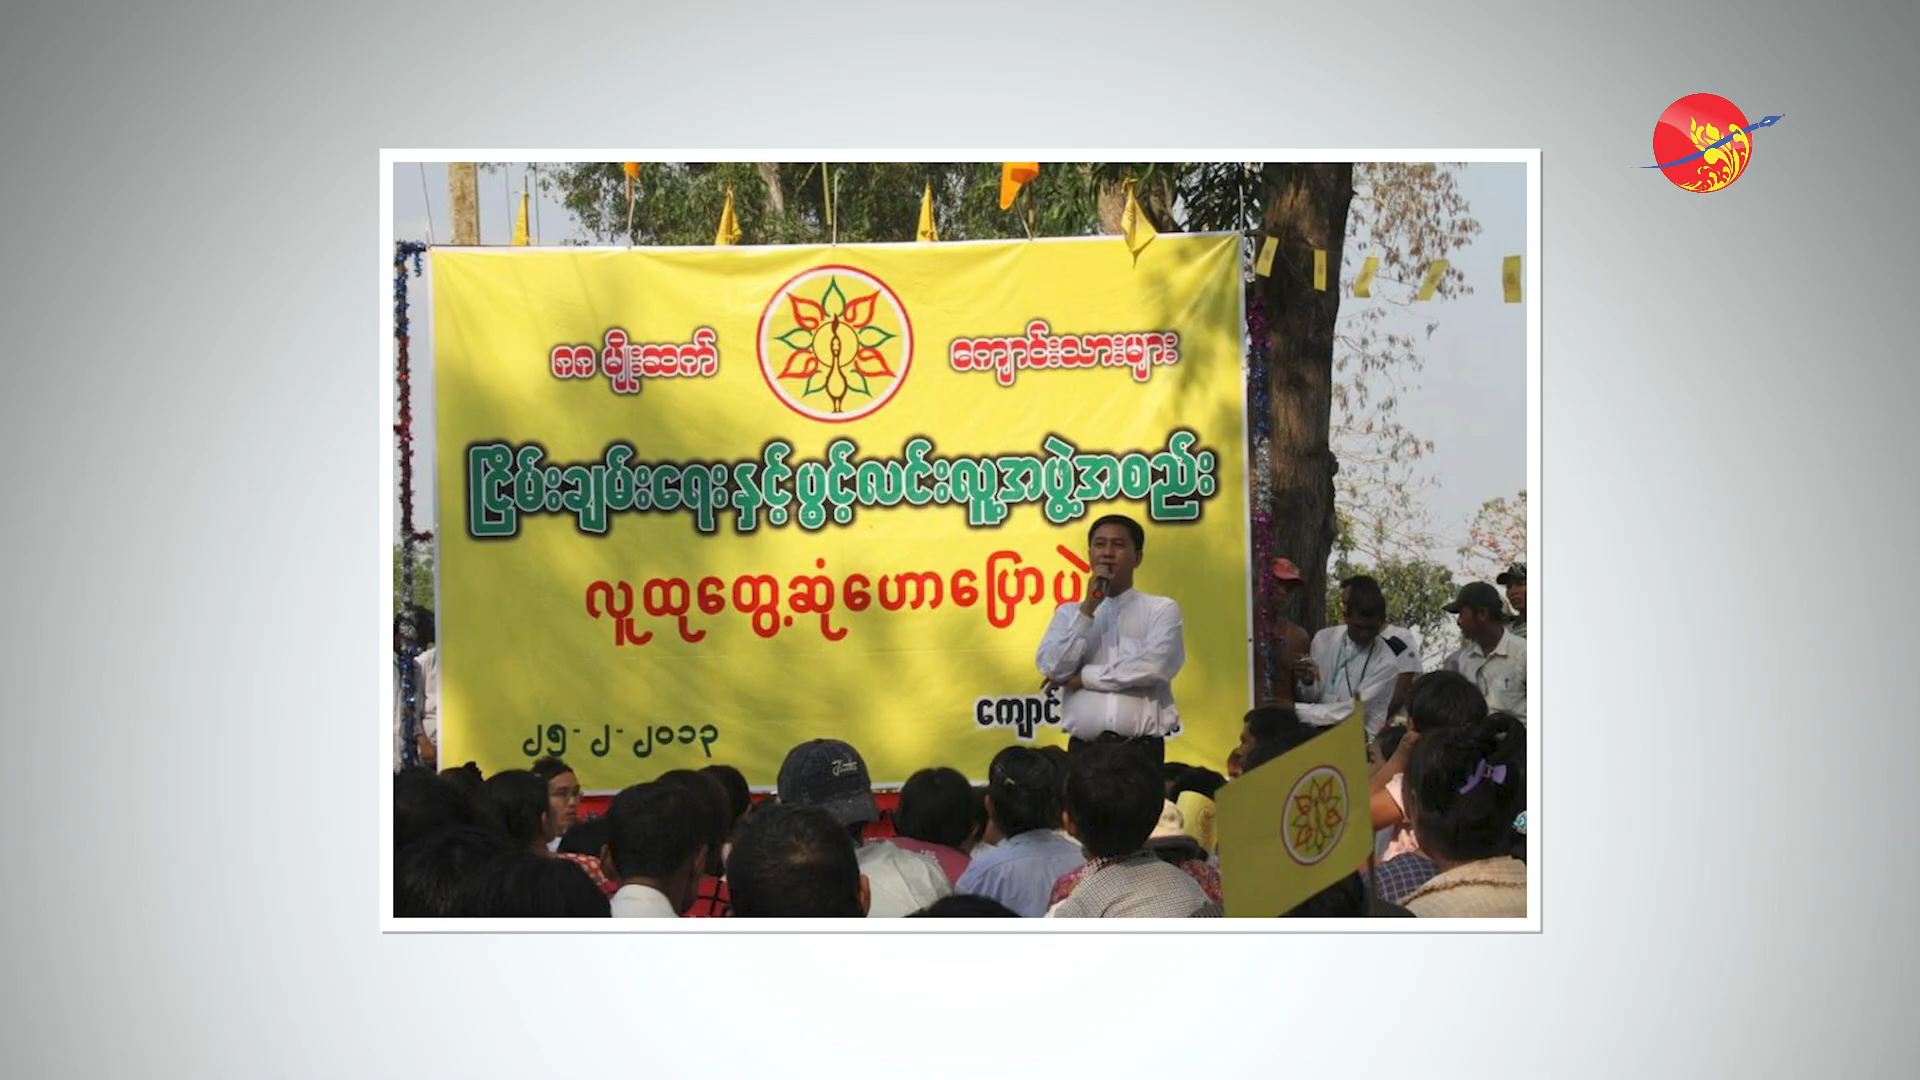 ၈၈ မျိုးဆက် ကျောင်းသားများ
ငြိမ်းချမ်းရေးနှင့်ပွင့်လင်းလူ့အဖွဲ့အစည်း
လူထုတွေ့ဆုံဟောပြောပွဲ
၂၅-၂-၂၀၁၃
ကျောင်